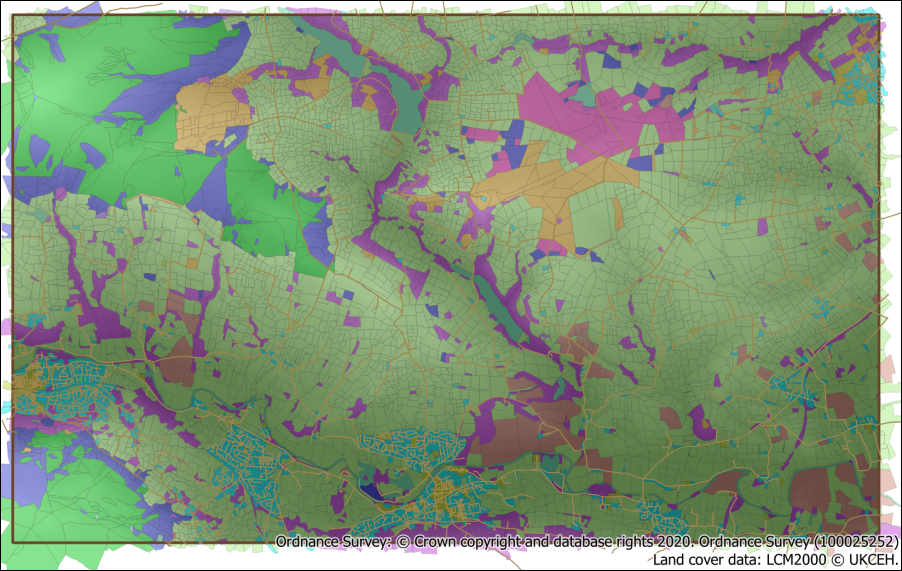 Ordnance Survey: © Crown copyright and database rights 2020. Ordnance Survey (100025252)
Land cover data: LCM2000 © UKCEH.